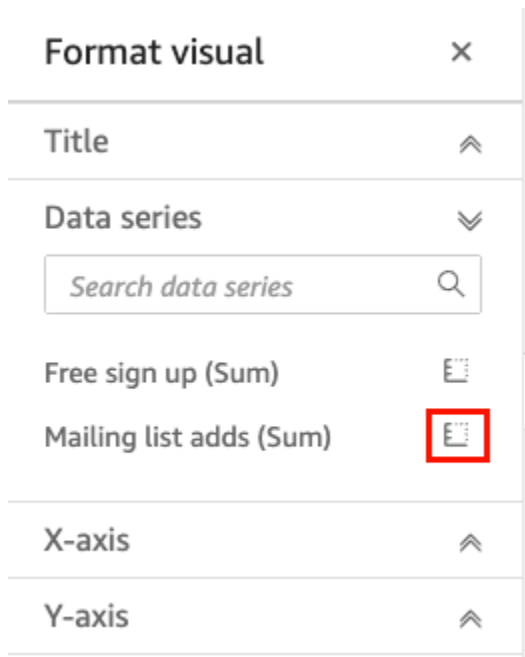 Format visual
Title
Data series
Search data series
Free sign up (Sum)
Mailing list adds (Sum)
X-axis
Y-axis